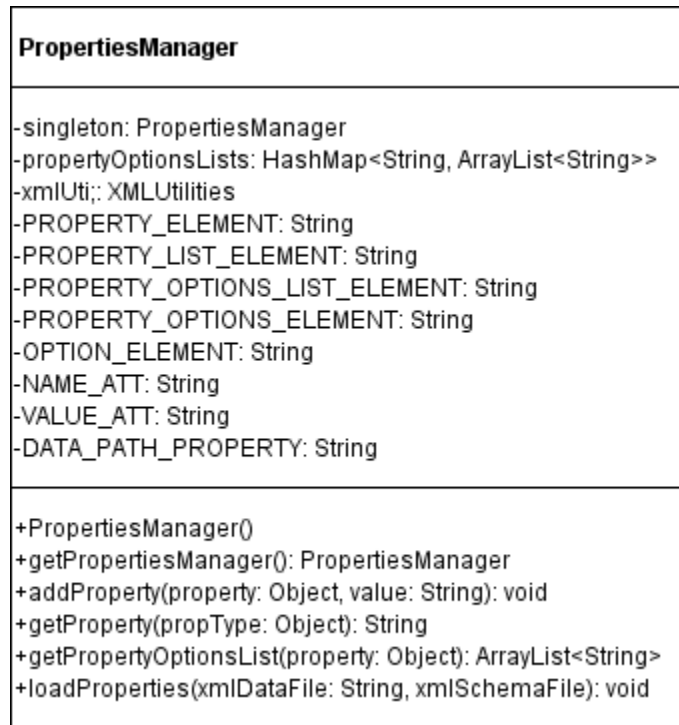 PropertiesManager
-singleton: PropertiesManager
-propertyOptionsLists: HashMap<String, ArrayList<String>>
-xmlUti;: XMLUtilities
-PROPERTY_ELEMENT: String
-PROPERTY_LIST_ELEMENT: String
-PROPERTY_OPTIONS_LIST_ELEMENT: String
-PROPERTY_OPTIONS_ELEMENT: String
-OPTION_ELEMENT: String
-NAME_ATT: String
-VALUE_ATT: String
-DATA_PATH_PROPERTY: String
+PropertiesManager()
+getPropertiesManager(): PropertiesManager
+addProperty(property: Object, value: String): void
+getProperty(propType: Object): String
+getPropertyOptionsList(property: Object): ArrayList<String>
+loadProperties(xmlDataFile: String, xmlSchemaFile): void